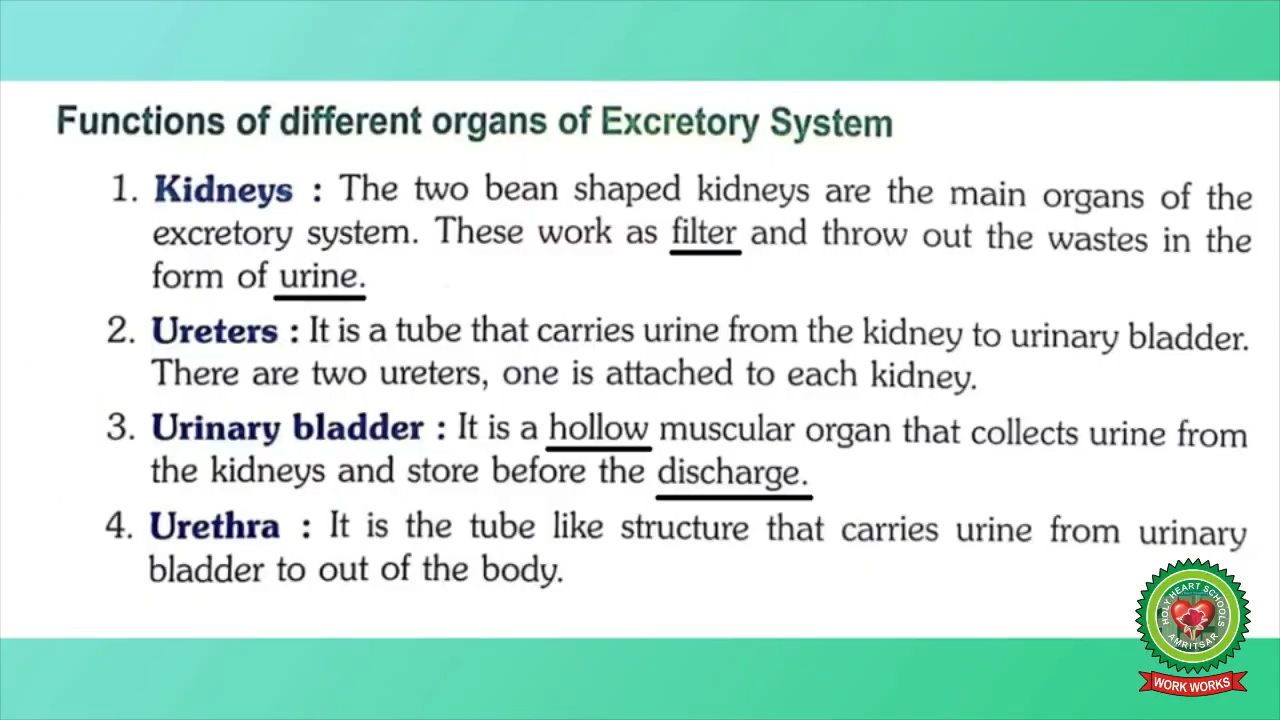 Functions of different organs of Excretory System
1. Kidneys : The two bean shaped kidneys are the main organs of the
excretory system. These work as filter and throw out the wastes in the
form of urine.
2. Ureters : It is a tube that carries urine from the kidney to urinary bladder.
There are two ureters, one is attached to each kidney.
3. Urinary bladder : It is a hollow muscular organ that collects urine from
the kidneys and store before the discharge.
4. Urethra : It is the tube like structure that carries urine from urinary
bladder to out of the body.
HOLY HEART SCHOOLS
AMRITSAR
WORK WORKS